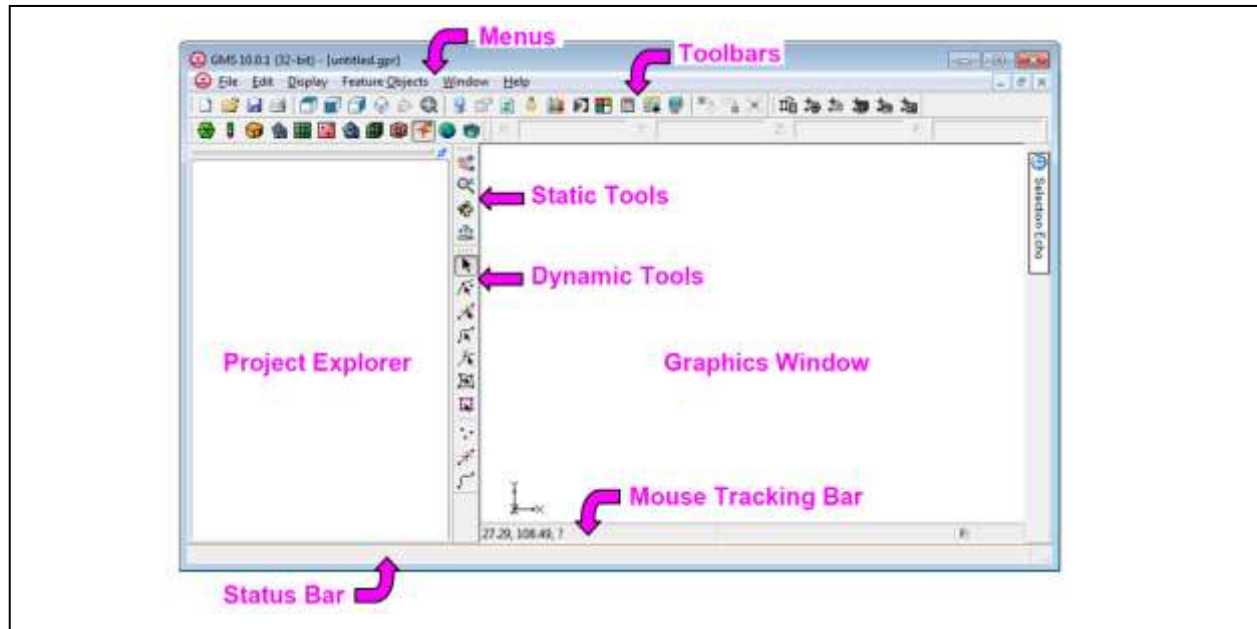 Menus
Toolbars
GMS 10.0.1 (32-bit) - [untitled.gpr]
File Edit Display Feature Objects Window Help
X: Y: Z: F:
Static Tools
Selection Echo
Dynamic Tools
Project Explorer
Graphics Window
Y
Z X
Mouse Tracking Bar
27.29, 108.49, ?
Status Bar